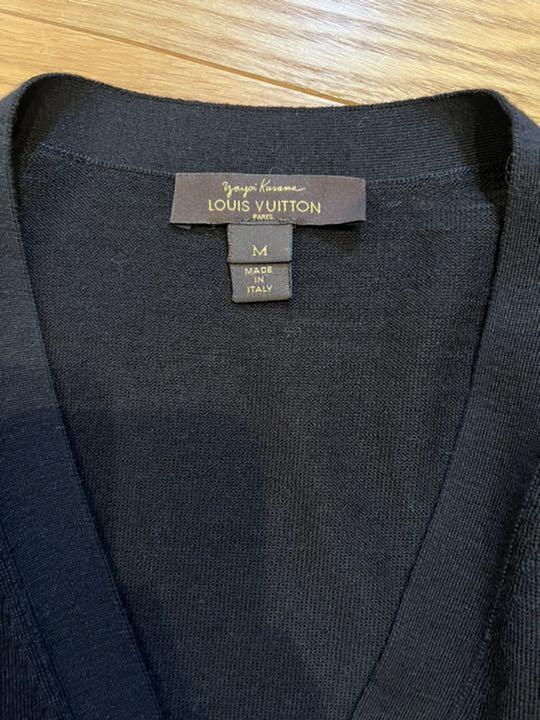 Yayoi Kusama
LOUIS VUITTON
PARIS
M
MADE
IN
ITALY